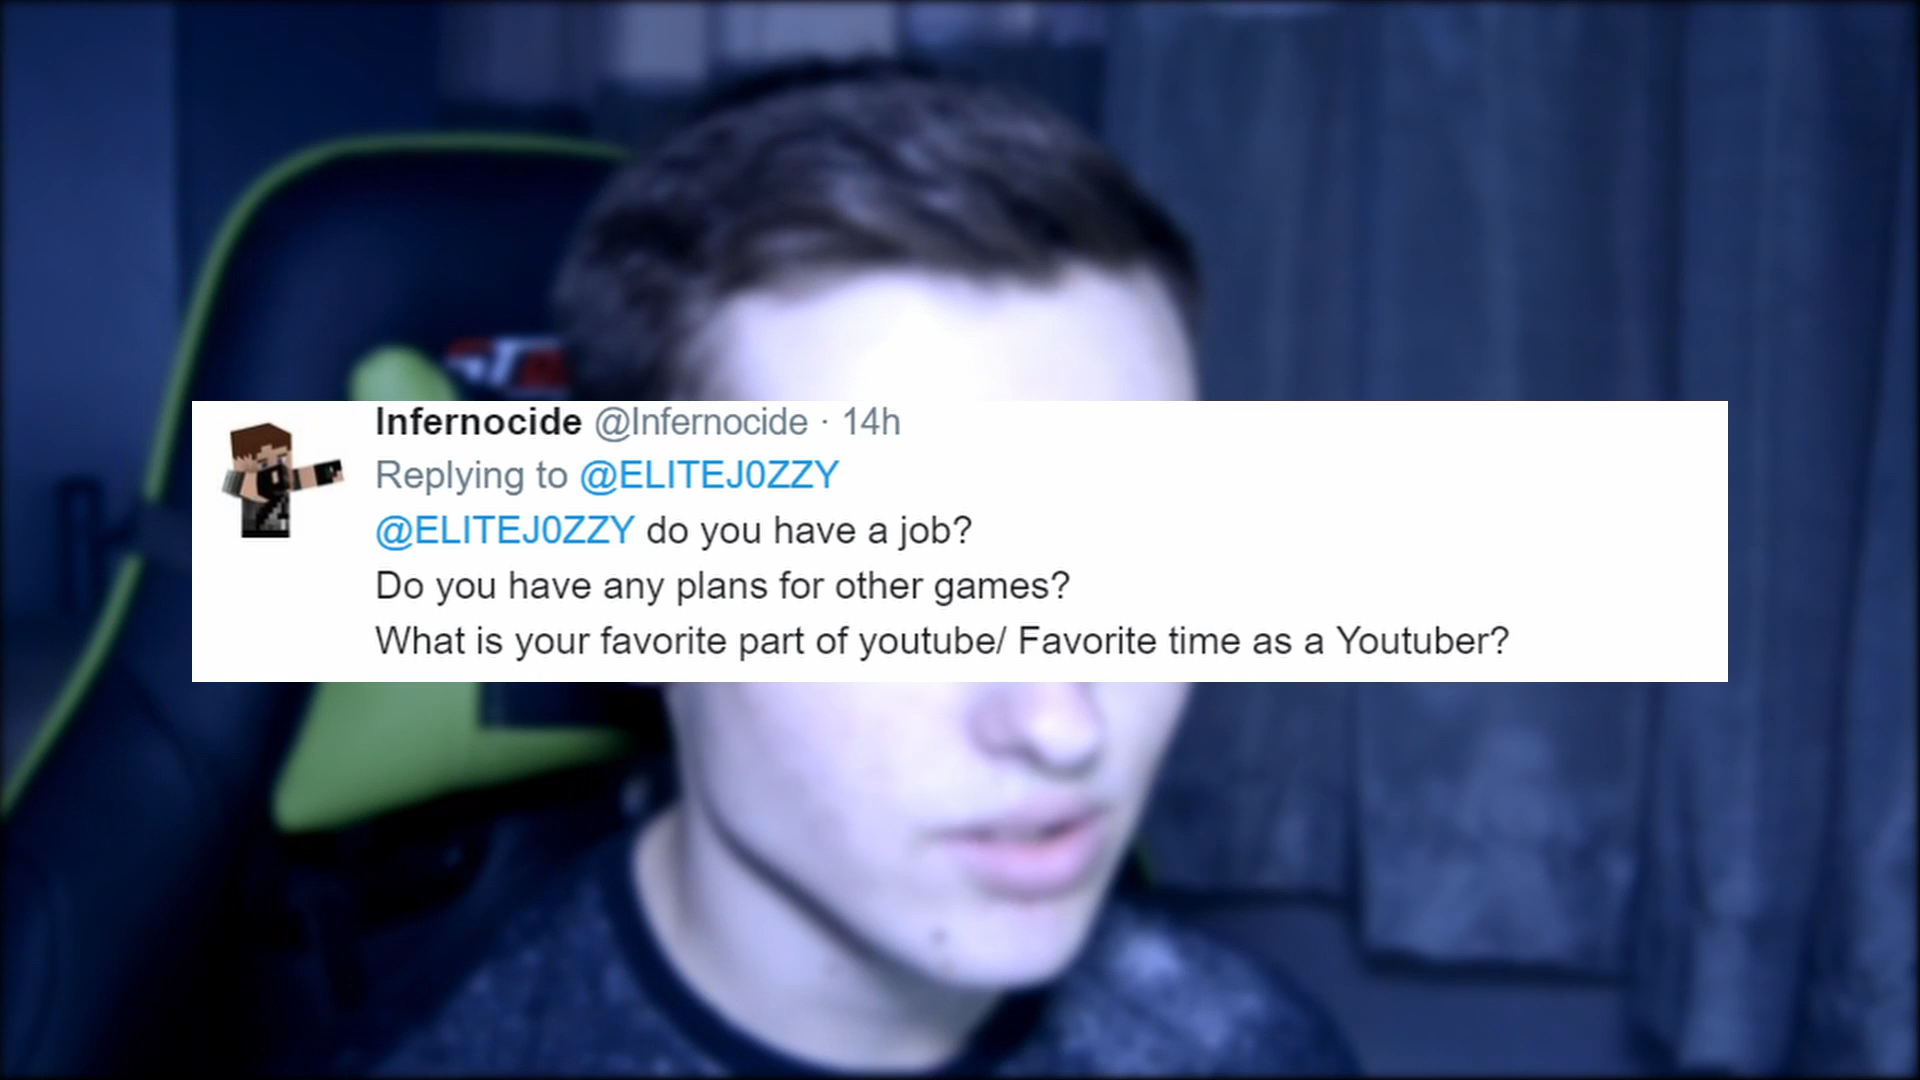 Infernocide @Infernocide · 14h
Replying to @ELITEJ0ZZY
@ELITEJ0ZZY do you have a job?
Do you have any plans for other games?
What is your favorite part of youtube/ Favorite time as a Youtuber?